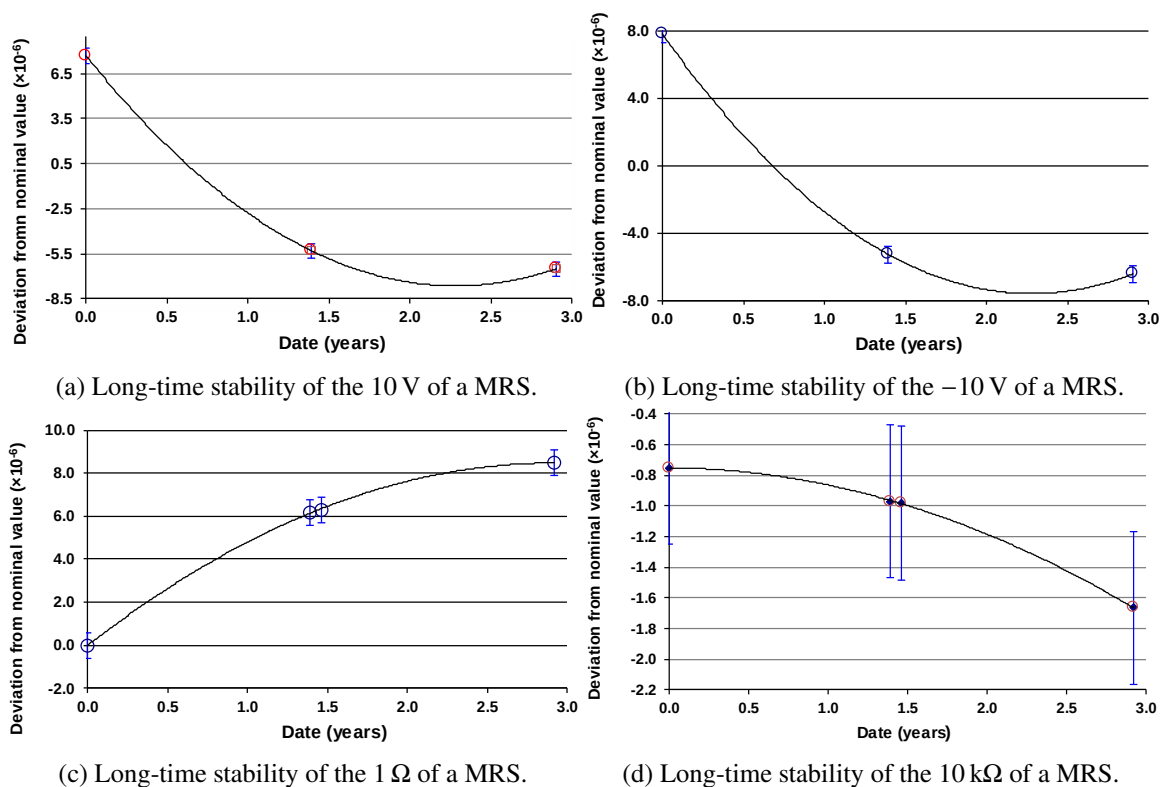 Deviation fromn nominal value (×10⁻⁶)
6.5
3.5
0.5
-2.5
-5.5
-8.5
0.0 0.5 1.0 1.5 2.0 2.5 3.0
Date (years)
(a) Long-time stability of the 10 V of a MRS.
Deviation from nominal value (×10⁻⁶)
8.0
4.0
0.0
-4.0
-8.0
0.0 0.5 1.0 1.5 2.0 2.5 3.0
Date (years)
(b) Long-time stability of the −10 V of a MRS.
Deviation from nominal value (×10⁻⁶)
10.0
8.0
6.0
4.0
2.0
0.0
-2.0
0.0 0.5 1.0 1.5 2.0 2.5 3.0
Date (years)
(c) Long-time stability of the 1 Ω of a MRS.
Deviation from nominal value (×10⁻⁶)
-0.4
-0.6
-0.8
-1.0
-1.2
-1.4
-1.6
-1.8
-2.0
-2.2
0.0 0.5 1.0 1.5 2.0 2.5 3.0
Date (years)
(d) Long-time stability of the 10 kΩ of a MRS.